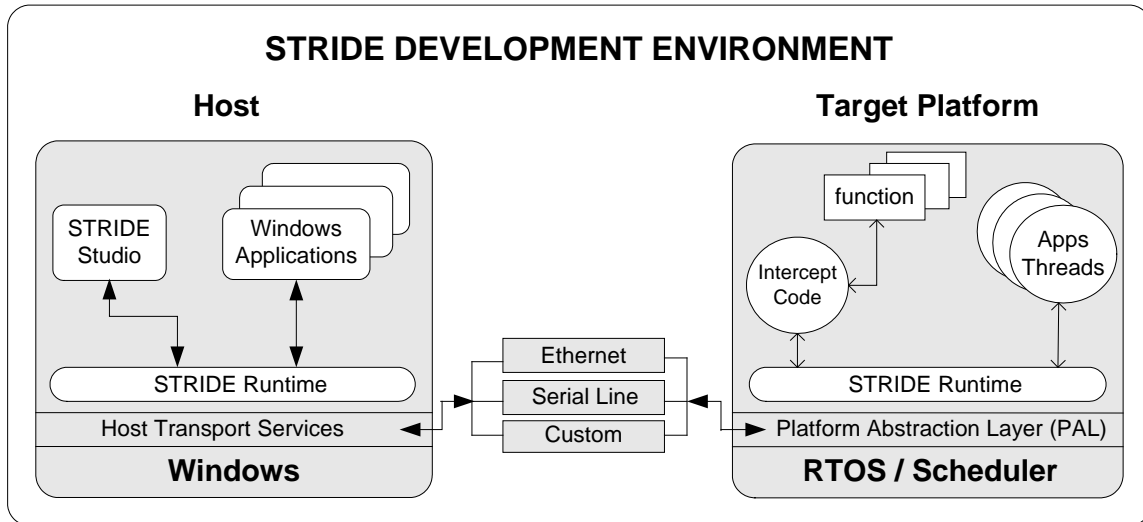 STRIDE DEVELOPMENT ENVIRONMENT
Host
STRIDE
Studio
Windows
Applications
STRIDE Runtime
Host Transport Services
Windows
Ethernet
Serial Line
Custom
Target Platform
function
Intercept
Code
Apps
Threads
STRIDE Runtime
Platform Abstraction Layer (PAL)
RTOS / Scheduler